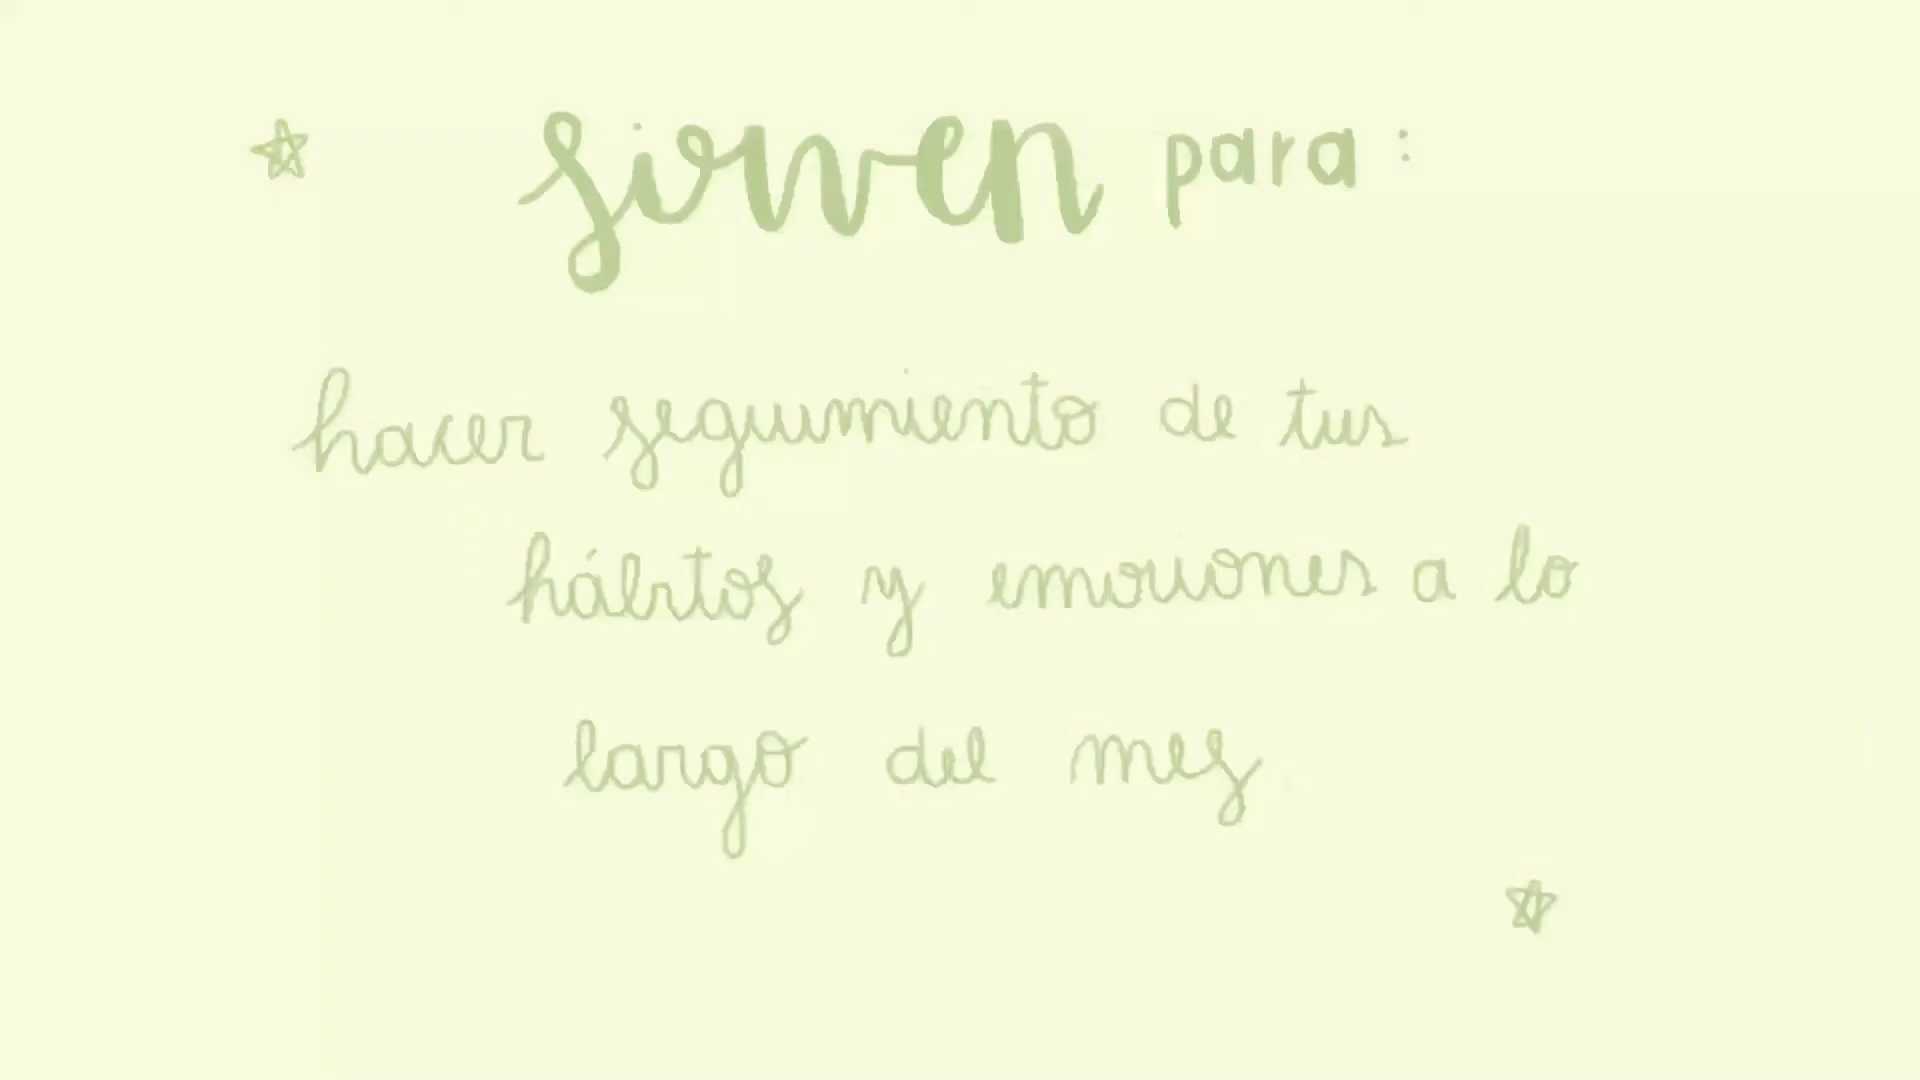 sirven para:
hacer seguimiento de tus
hábitos y emociones a lo
largo del mes